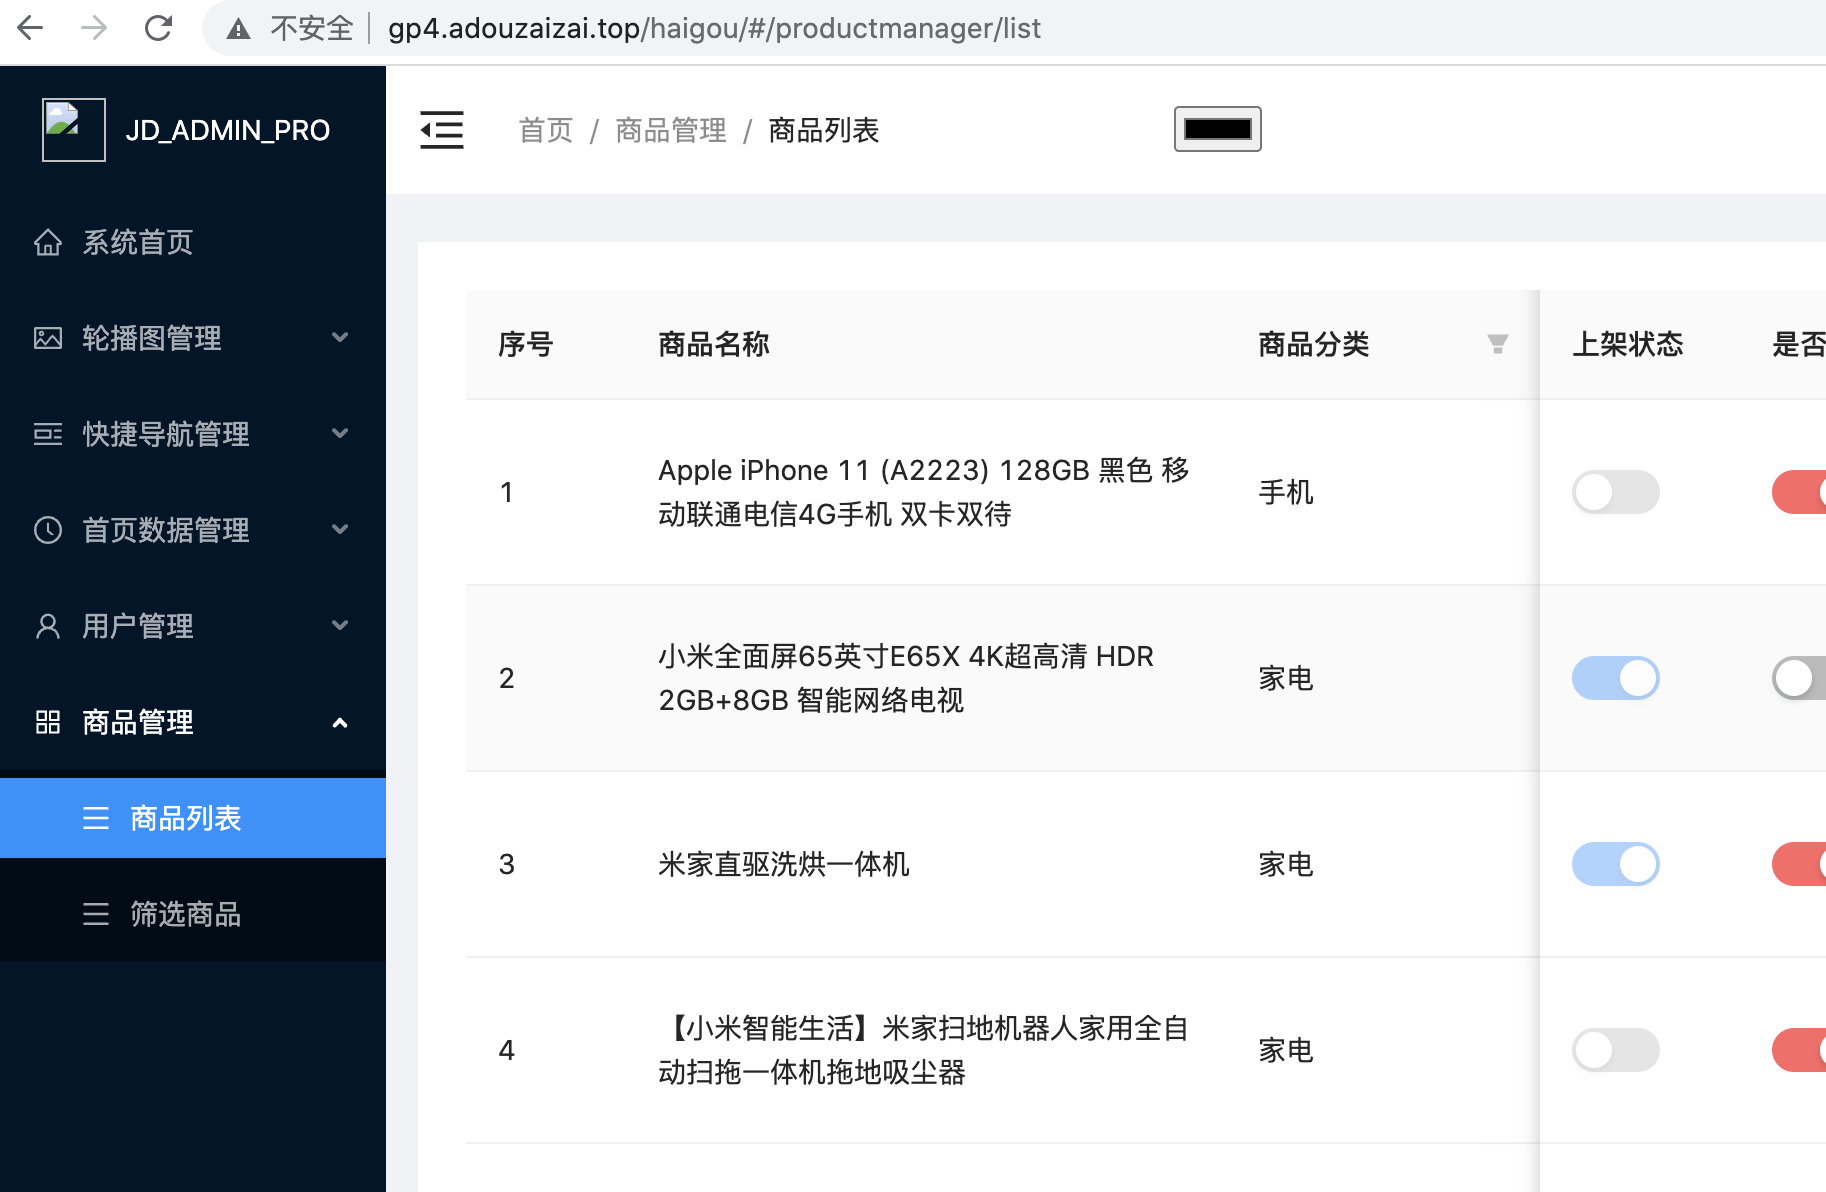 不安全
gp4.adouzaizai.top/haigou/#/productmanager/list
JD_ADMIN_PRO
首页 / 商品管理 / 商品列表
系统首页
轮播图管理
快捷导航管理
首页数据管理
用户管理
商品管理
商品列表
筛选商品
序号 商品名称 商品分类 上架状态 是否
1
Apple iPhone 11 (A2223) 128GB 黑色 移
动联通电信4G手机 双卡双待
手机
2
小米全面屏65英寸E65X 4K超高清 HDR
2GB+8GB 智能网络电视
家电
3
米家直驱洗烘一体机
家电
4
【小米智能生活】米家扫地机器人家用全自
动扫拖一体机拖地吸尘器
家电